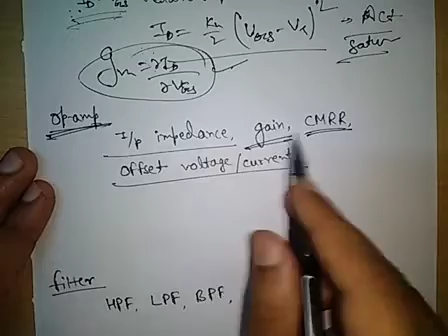 I_D = K_n/2 (V_GS - V_T)^2 →
Satur
g_m = ∂I_D/∂V_GS
op-amp
I/p impedance, gain, CMRR,
offset voltage/current
filter
HPF, LPF, BPF,